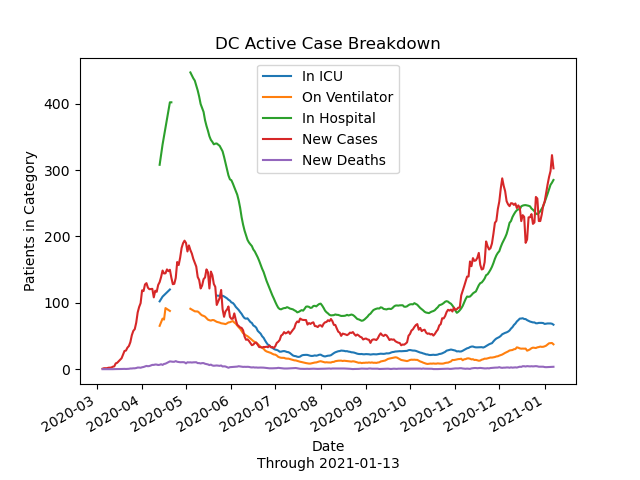 DC Active Case Breakdown
In ICU
On Ventilator
In Hospital
New Cases
New Deaths
Patients in Category
400
300
200
100
0
2020-03
2020-04
2020-05
2020-06
2020-07
2020-08
2020-09
2020-10
2020-11
2020-12
2021-01
Date
Through 2021-01-13